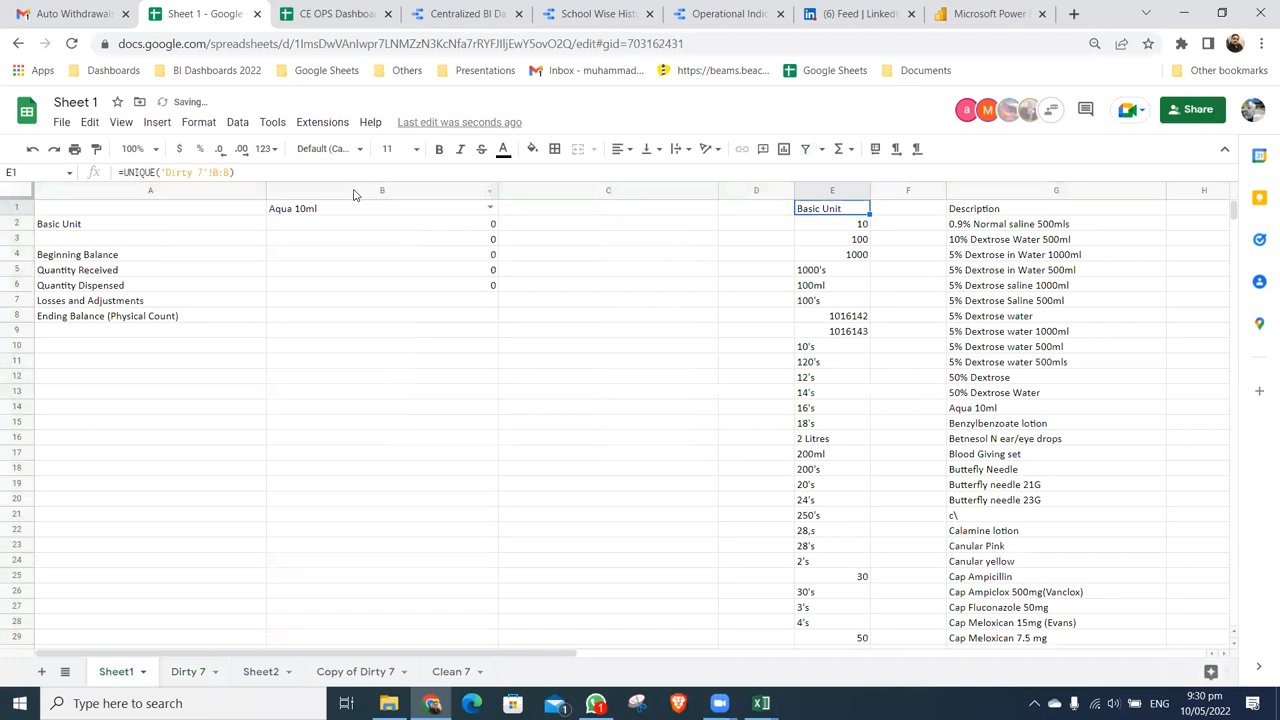 Auto Withdraw
Sheet 1 - Google
CE OPS Dashboa
Centralized BI Da
School Wise Hist
Operational Indi
(6) Feed | LinkedI
Microsoft Power
docs.google.com/spreadsheets/d/1ImsDwVAnIwpr7LNMZzN3KcNfa7rRYFJIljEwY5wvO2Q/edit#gid=703162431
Apps
Dashboards
BI Dashboards 2022
Google Sheets
Others
Presentations
Inbox - muhammad...
https://beams.beac...
Google Sheets
Documents
Other bookmarks
Sheet 1
Saving...
File Edit View Insert Format Data Tools Extensions Help
Last edit was seconds ago
Share
100% $ % .0 .00 123 Default (Ca... 11 B I S A
E1 fx =UNIQUE('Dirty 7'!B:B)
A B C D E F G H
1 Aqua 10ml Basic Unit Description
2 Basic Unit 0 10 0.9% Normal saline 500mls
3 0 100 10% Dextrose Water 500ml
4 Beginning Balance 0 1000 5% Dextrose in Water 1000ml
5 Quantity Received 0 1000's 5% Dextrose in Water 500ml
6 Quantity Dispensed 0 100ml 5% Dextrose saline 1000ml
7 Losses and Adjustments 100's 5% Dextrose Saline 500ml
8 Ending Balance (Physical Count) 1016142 5% Dextrose water
9 1016143 5% Dextrose water 1000ml
10 10's 5% Dextrose water 500ml
11 120's 5% Dextrose water 500mls
12 12's 50% Dextrose
13 14's 50% Dextrose Water
14 16's Aqua 10ml
15 18's Benzylbenzoate lotion
16 2 Litres Betnesol N ear/eye drops
17 200ml Blood Giving set
18 200's Buttefly Needle
19 20's Butterfly needle 21G
20 24's Butterfly needle 23G
21 250's c\
22 28,s Calamine lotion
23 28's Canular Pink
24 2's Canular yellow
25 30 Cap Ampicillin
26 30's Cap Ampiclox 500mg(Vanclox)
27 3's Cap Fluconazole 50mg
28 4's Cap Meloxican 15mg (Evans)
29 50 Cap Meloxican 7.5 mg
Sheet1
Dirty 7
Sheet2
Copy of Dirty 7
Clean 7
Type here to search
ENG
9:30 pm
10/05/2022